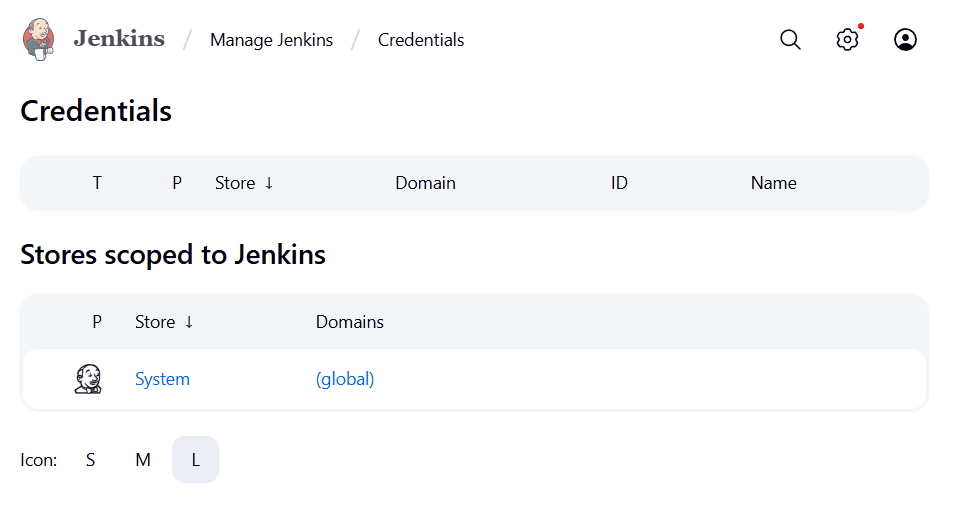 Jenkins / Manage Jenkins / Credentials
Credentials
T P Store ↓ Domain ID Name
Stores scoped to Jenkins
P Store ↓ Domains
System (global)
Icon: S M L